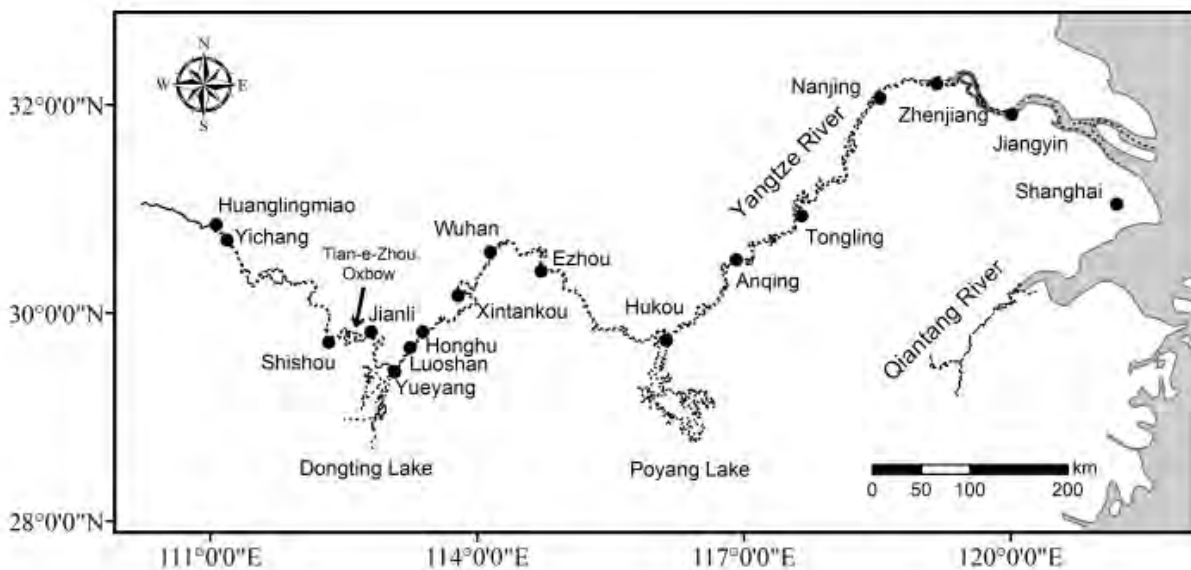 N
W E
S
32°0'0"N
30°0'0"N
28°0'0"N
111°0'0"E
114°0'0"E
117°0'0"E
120°0'0"E
Huanglingmiao
Yichang
Tian-e-Zhou
Oxbow
Jianli
Shishou
Honghu
Luoshan
Yueyang
Dongting Lake
Wuhan
Xintankou
Ezhou
Hukou
Poyang Lake
Anqing
Tongling
Yangtze River
Nanjing
Zhenjiang
Jiangyin
Shanghai
Qiantang River
km
0 50 100 200